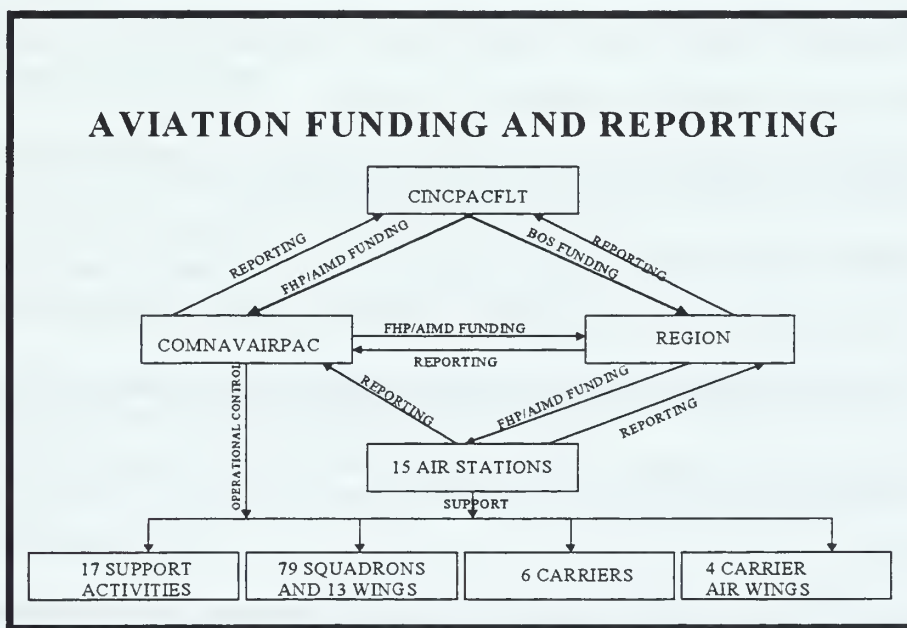 AVIATION FUNDING AND REPORTING
CINCPACFLT
REPORTING
FHP/AIMD FUNDING
BOS FUNDING
REPORTING
COMNAVAIRPAC
FHP/AIMD FUNDING
REPORTING
REGION
OPERATIONAL CONTROL
REPORTING
FHP/AIMD FUNDING
REPORTING
15 AIR STATIONS
SUPPORT
17 SUPPORT
ACTIVITIES
79 SQUADRONS
AND 13 WINGS
6 CARRIERS
4 CARRIER
AIR WINGS